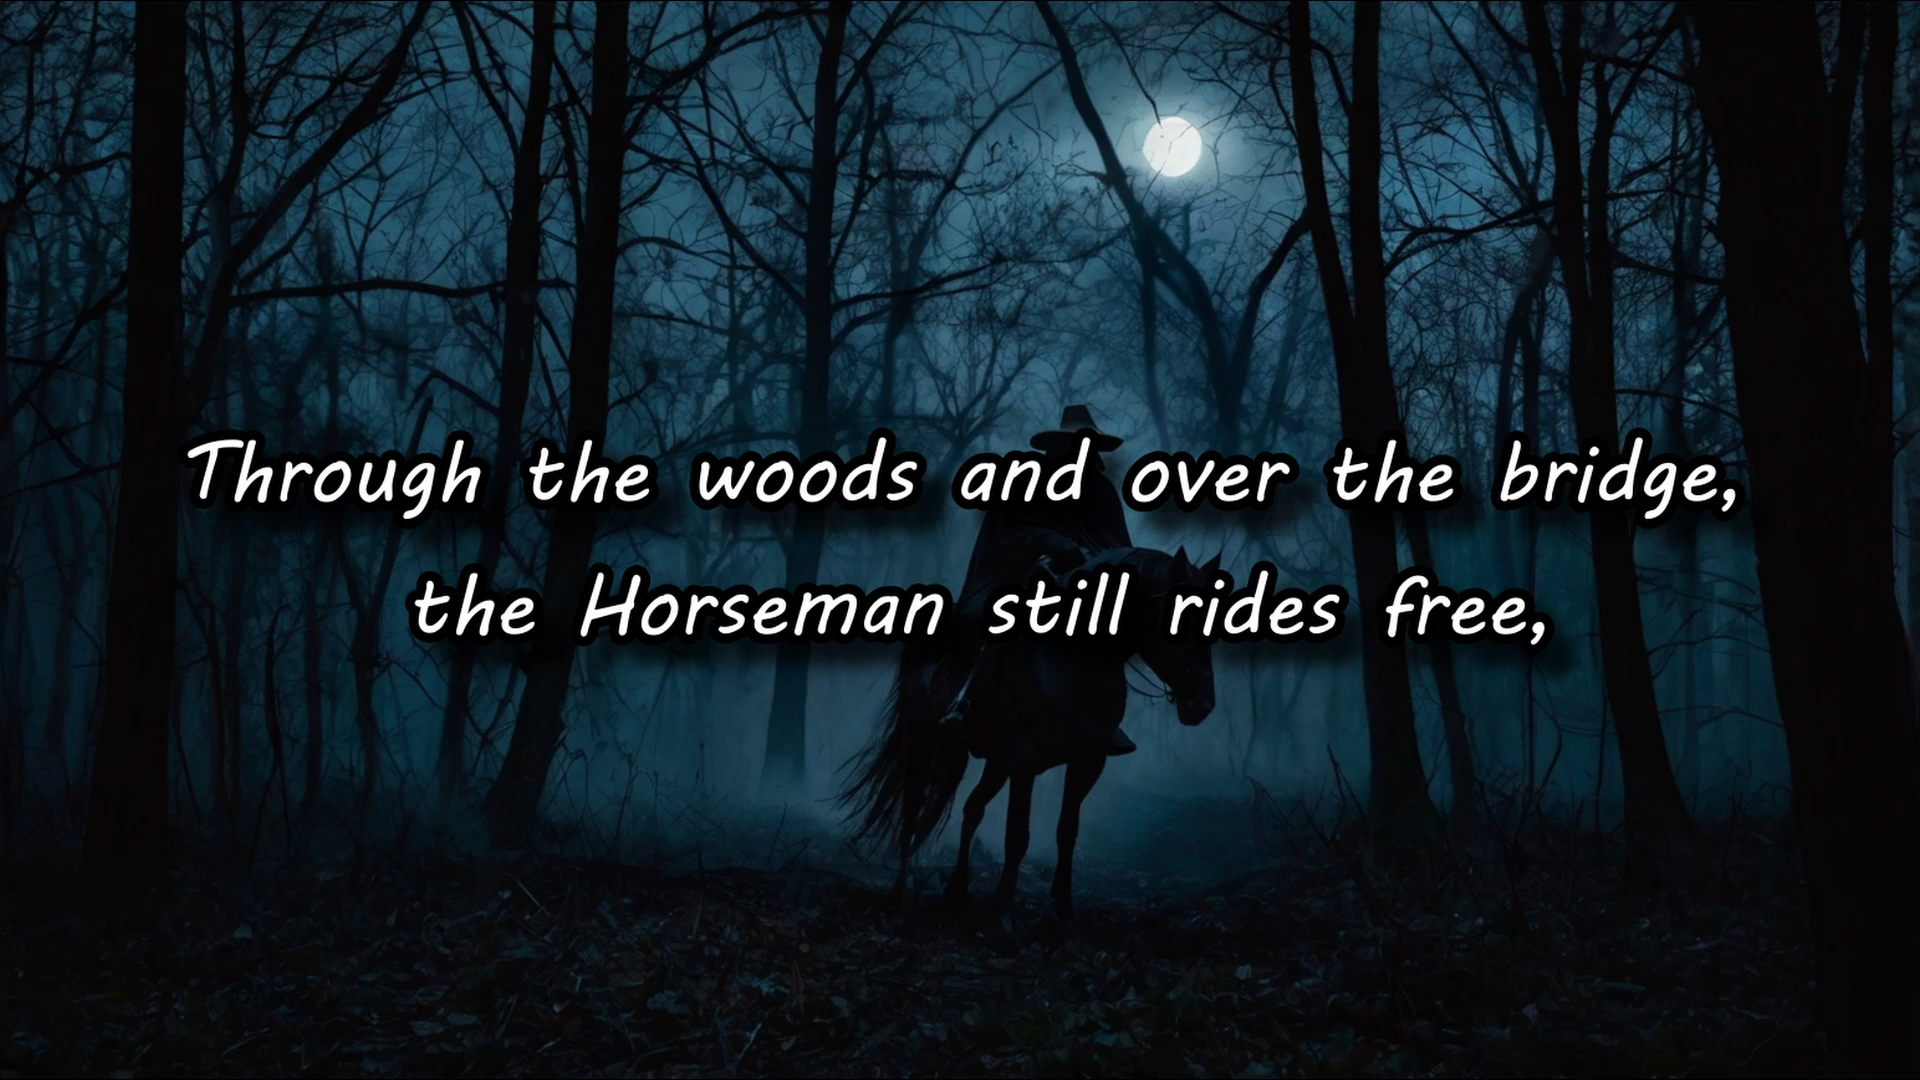 Through the woods and over the bridge,
the Horseman still rides free,